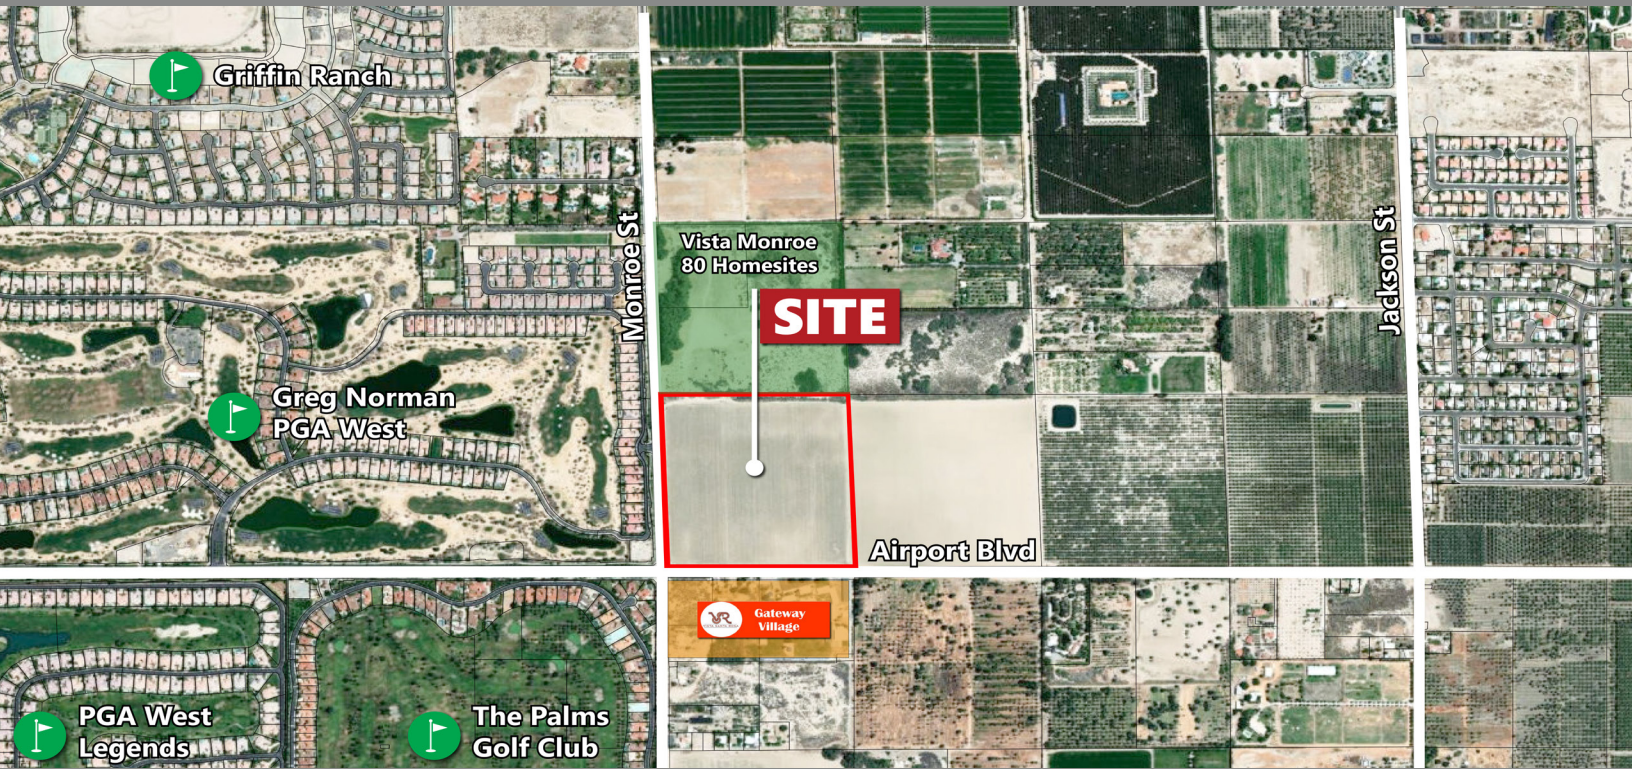 Griffin Ranch
Monroe St
Vista Monroe
80 Homesites
SITE
Jackson St
Greg Norman
PGA West
Airport Blvd
VR
Gateway
Village
PGA West
Legends
The Palms
Golf Club